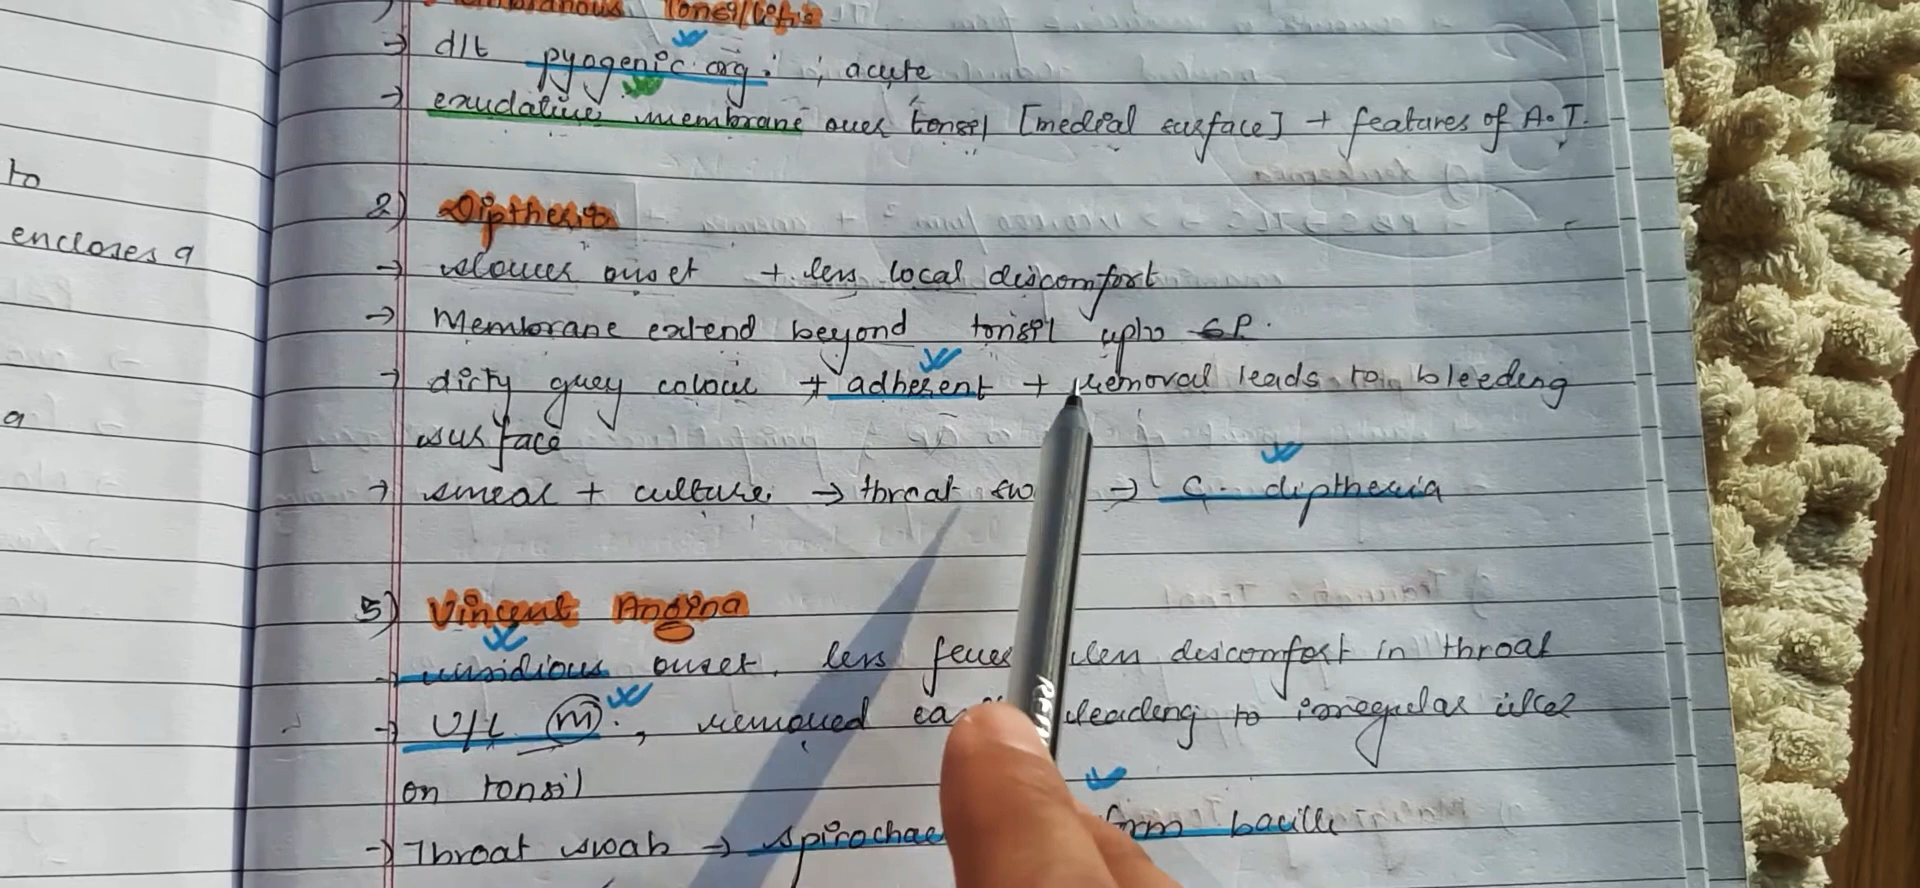 Tonsillitis
→ d/t pyogenic org. ; acute
→ exudative membrane over tonsil [medial surface] + features of A.T.
to
2) Diptheria
encloses a
→ slower onset + less local discomfort
→ Membrane extend beyond tonsil upto SP.
→ dirty grey colour + adherent + removal leads to bleeding
a
surface
→ smear + culture → throat → C. diptheria
5) Vincent Angina
→ insidious onset, less fever less discomfort in throat
→ U/L (m) ; removed leading to irregular ulcer
on tonsil
→ Throat swab → bacilli